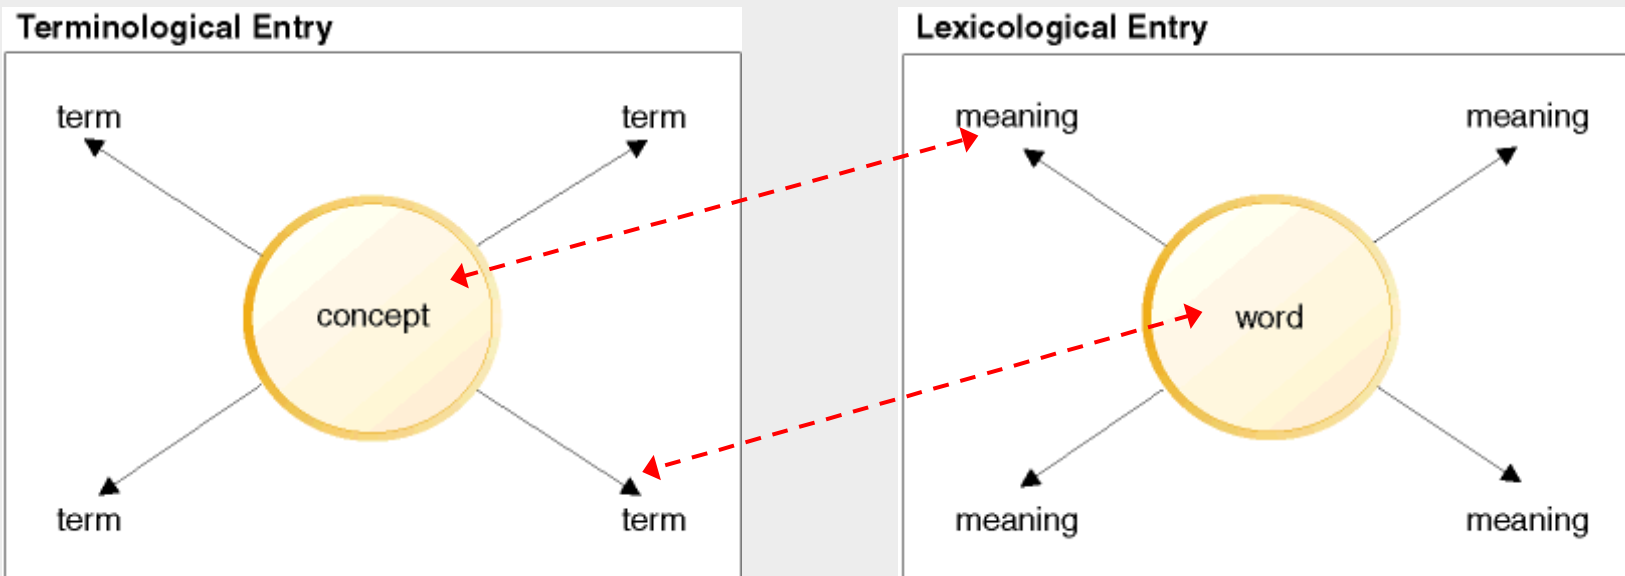 Terminological Entry
Lexicological Entry
term
term
concept
term
term
meaning
meaning
word
meaning
meaning